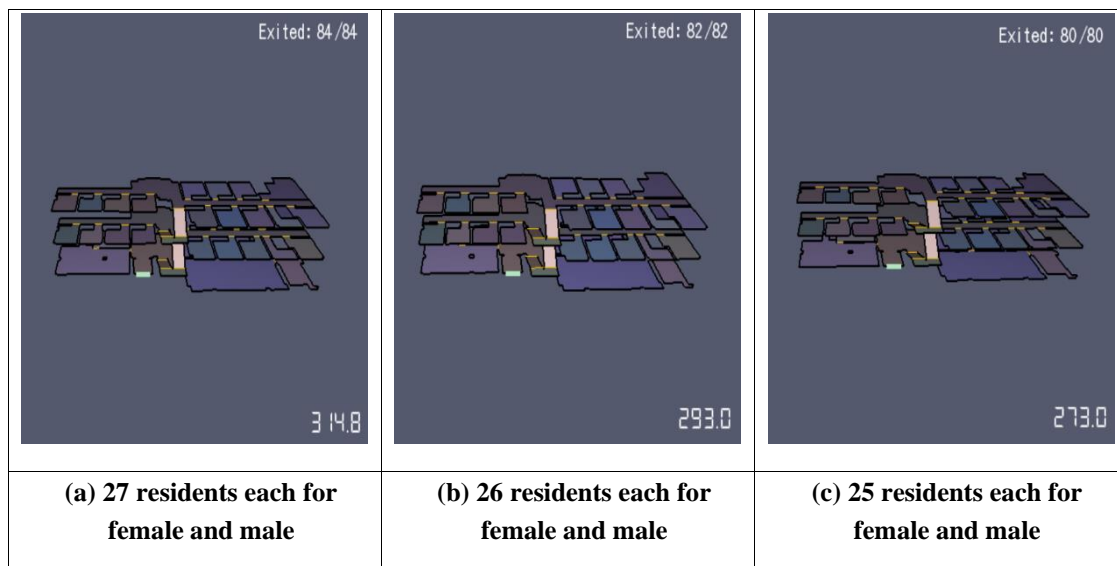 Exited: 84/84
314.8
Exited: 82/82
293.0
Exited: 80/80
273.0
(a) 27 residents each for
female and male
(b) 26 residents each for
female and male
(c) 25 residents each for
female and male